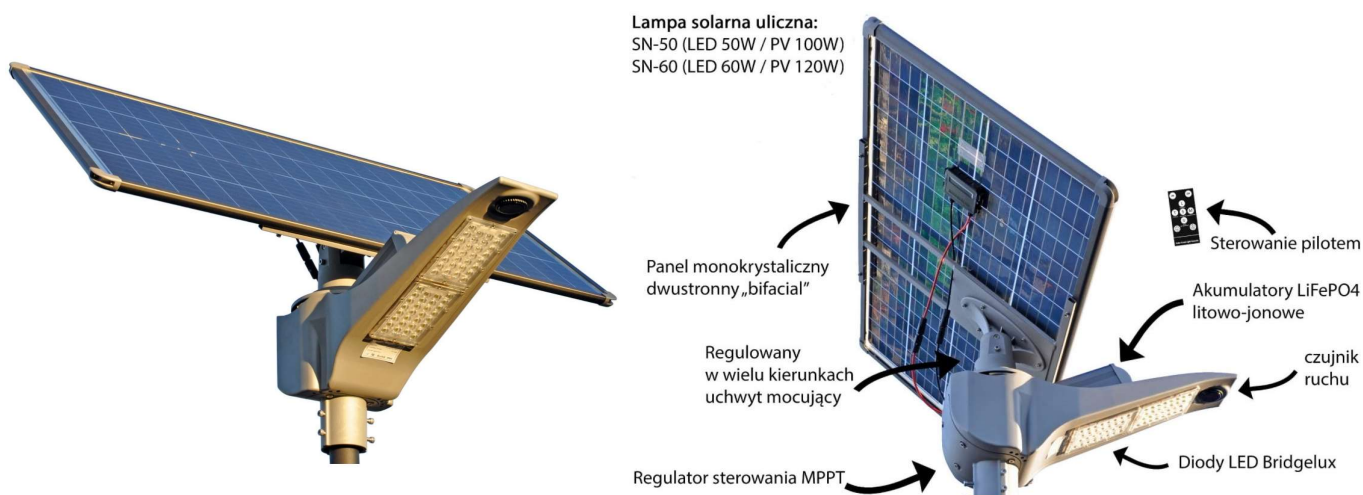 Lampa solarna uliczna:
SN-50 (LED 50W / PV 100W)
SN-60 (LED 60W / PV 120W)
Sterowanie pilotem
Panel monokrystaliczny
dwustronny „bifacial”
Akumulatory LiFePO4
litowo-jonowe
Regulowany
w wielu kierunkach
uchwyt mocujący
czujnik
ruchu
Diody LED Bridgelux
Regulator sterowania MPPT